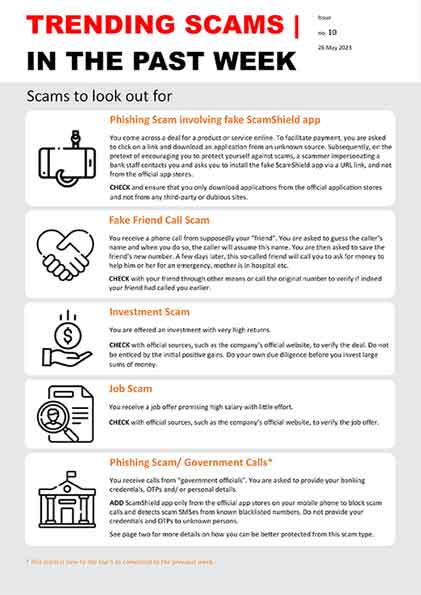 TRENDING SCAMS |
IN THE PAST WEEK
Issue
no. 10
26 May 2023
Scams to look out for
Phishing Scam involving fake ScamShield app
You come across a deal for a product or service online. To facilitate payment, you are asked
to click on a link and download an application from an unknown source. Subsequently, on the
pretext of encouraging you to protect yourself against scams, a scammer impersonating a
bank staff contacts you and asks you to install the fake ScamShield app via a URL link, and not
from the official app stores.
CHECK and ensure that you only download applications from the official application stores
and not from any third-party or dubious sites.
Fake Friend Call Scam
You receive a phone call from supposedly your "friend". You are asked to guess the caller's
name and when you do so, the caller will assume this name. You are then asked to save the
friend's new number. A few days later, this so-called friend will call you to ask for money to
help him or her for an emergency, mother is in hospital etc.
CHECK with your friend through other means or call the original number to verify if indeed
your friend had called you earlier.
Investment Scam
You are offered an investment with very high returns.
CHECK with official sources, such as the company's official website, to verify the deal. Do not
be enticed by the initial positive gains. Do your own due diligence before you invest large
sums of money.
Job Scam
You receive a job offer promising high salary with little effort.
CHECK with official sources, such as the company's official website, to verify the job offer.
Phishing Scam/ Government Calls*
You receive calls from "government officials". You are asked to provide your banking
credentials, OTPs and/ or personal details.
ADD ScamShield app only from the official app stores on your mobile phone to block scam
calls and detects scam SMSes from known blacklisted numbers. Do not provide your
credentials and OTPs to unknown persons.
See page two for more details on how you can be better protected from this scam type.
* This scam is new to the top 5 as compared to the previous week.